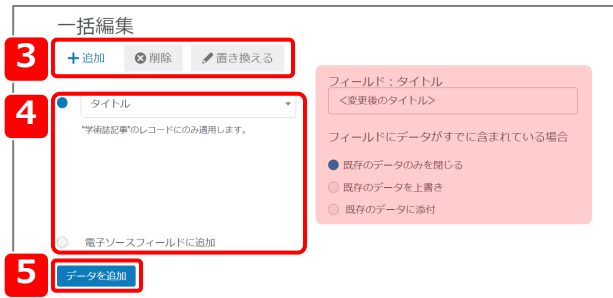 一括編集
3
+追加 削除 置き換える
4
タイトル
"学術誌記事"のレコードにのみ適用します。
電子ソースフィールドに追加
フィールド：タイトル
<変更後のタイトル>
フィールドにデータがすでに含まれている場合
既存のデータのみを閉じる
既存のデータを上書き
既存のデータに添付
5
データを追加